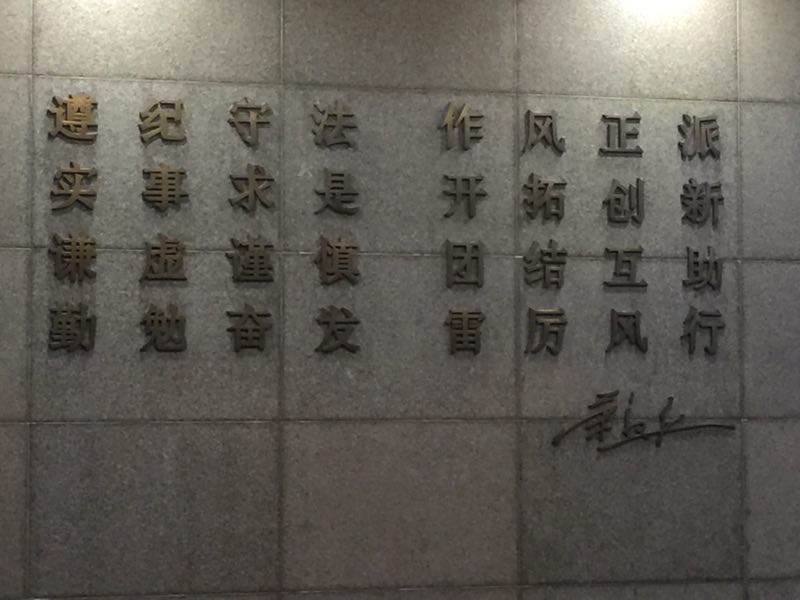 遵纪守法 作风正派
实事求是 开拓创新
谦虚谨慎 团结互助
勤勉奋发 雷厉风行